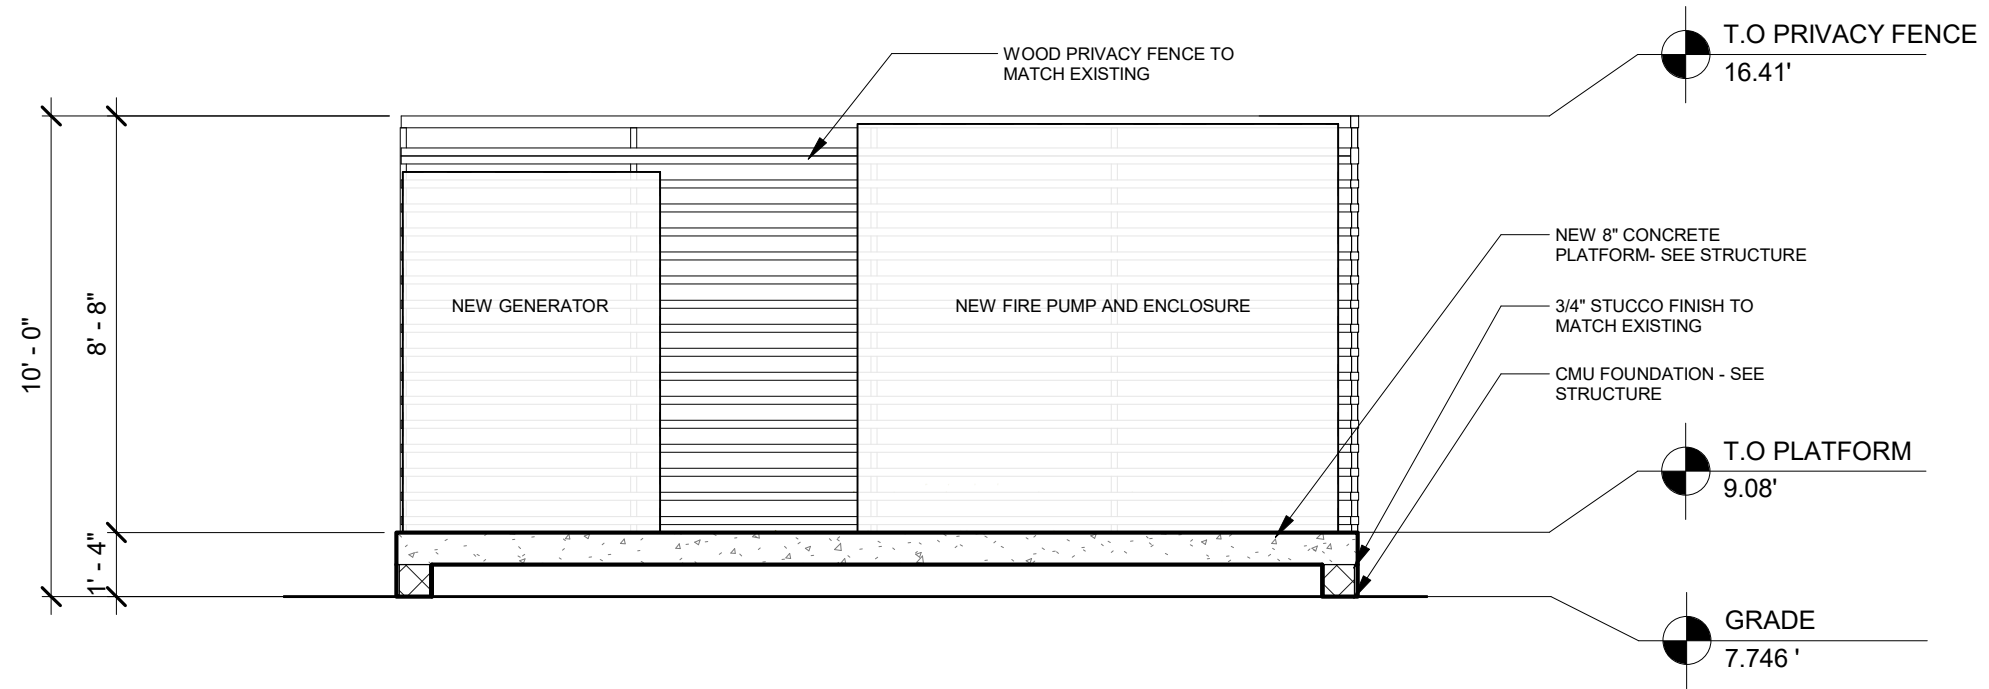 T.O PRIVACY FENCE
16.41'
WOOD PRIVACY FENCE TO
MATCH EXISTING
NEW 8" CONCRETE
PLATFORM- SEE STRUCTURE
3/4" STUCCO FINISH TO
MATCH EXISTING
CMU FOUNDATION - SEE
STRUCTURE
NEW GENERATOR
NEW FIRE PUMP AND ENCLOSURE
10' - 0"
8' - 8"
1' - 4"
T.O PLATFORM
9.08'
GRADE
7.746 '